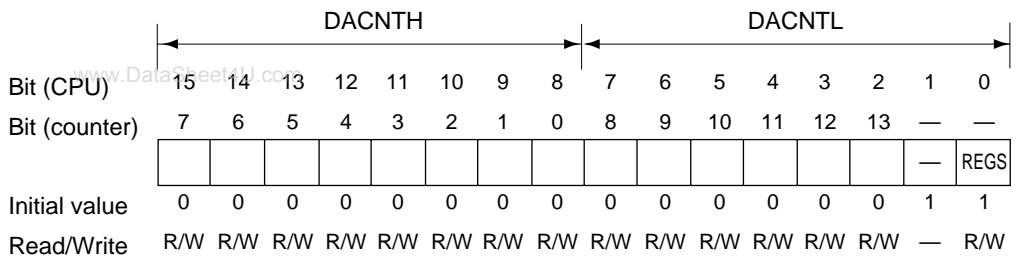 DACNTH DACNTL
www.DataSheet4U.com
Bit (CPU) 15 14 13 12 11 10 9 8 7 6 5 4 3 2 1 0
Bit (counter) 7 6 5 4 3 2 1 0 8 9 10 11 12 13 — —
— REGS
Initial value 0 0 0 0 0 0 0 0 0 0 0 0 0 0 1 1
Read/Write R/W R/W R/W R/W R/W R/W R/W R/W R/W R/W R/W R/W R/W R/W — R/W